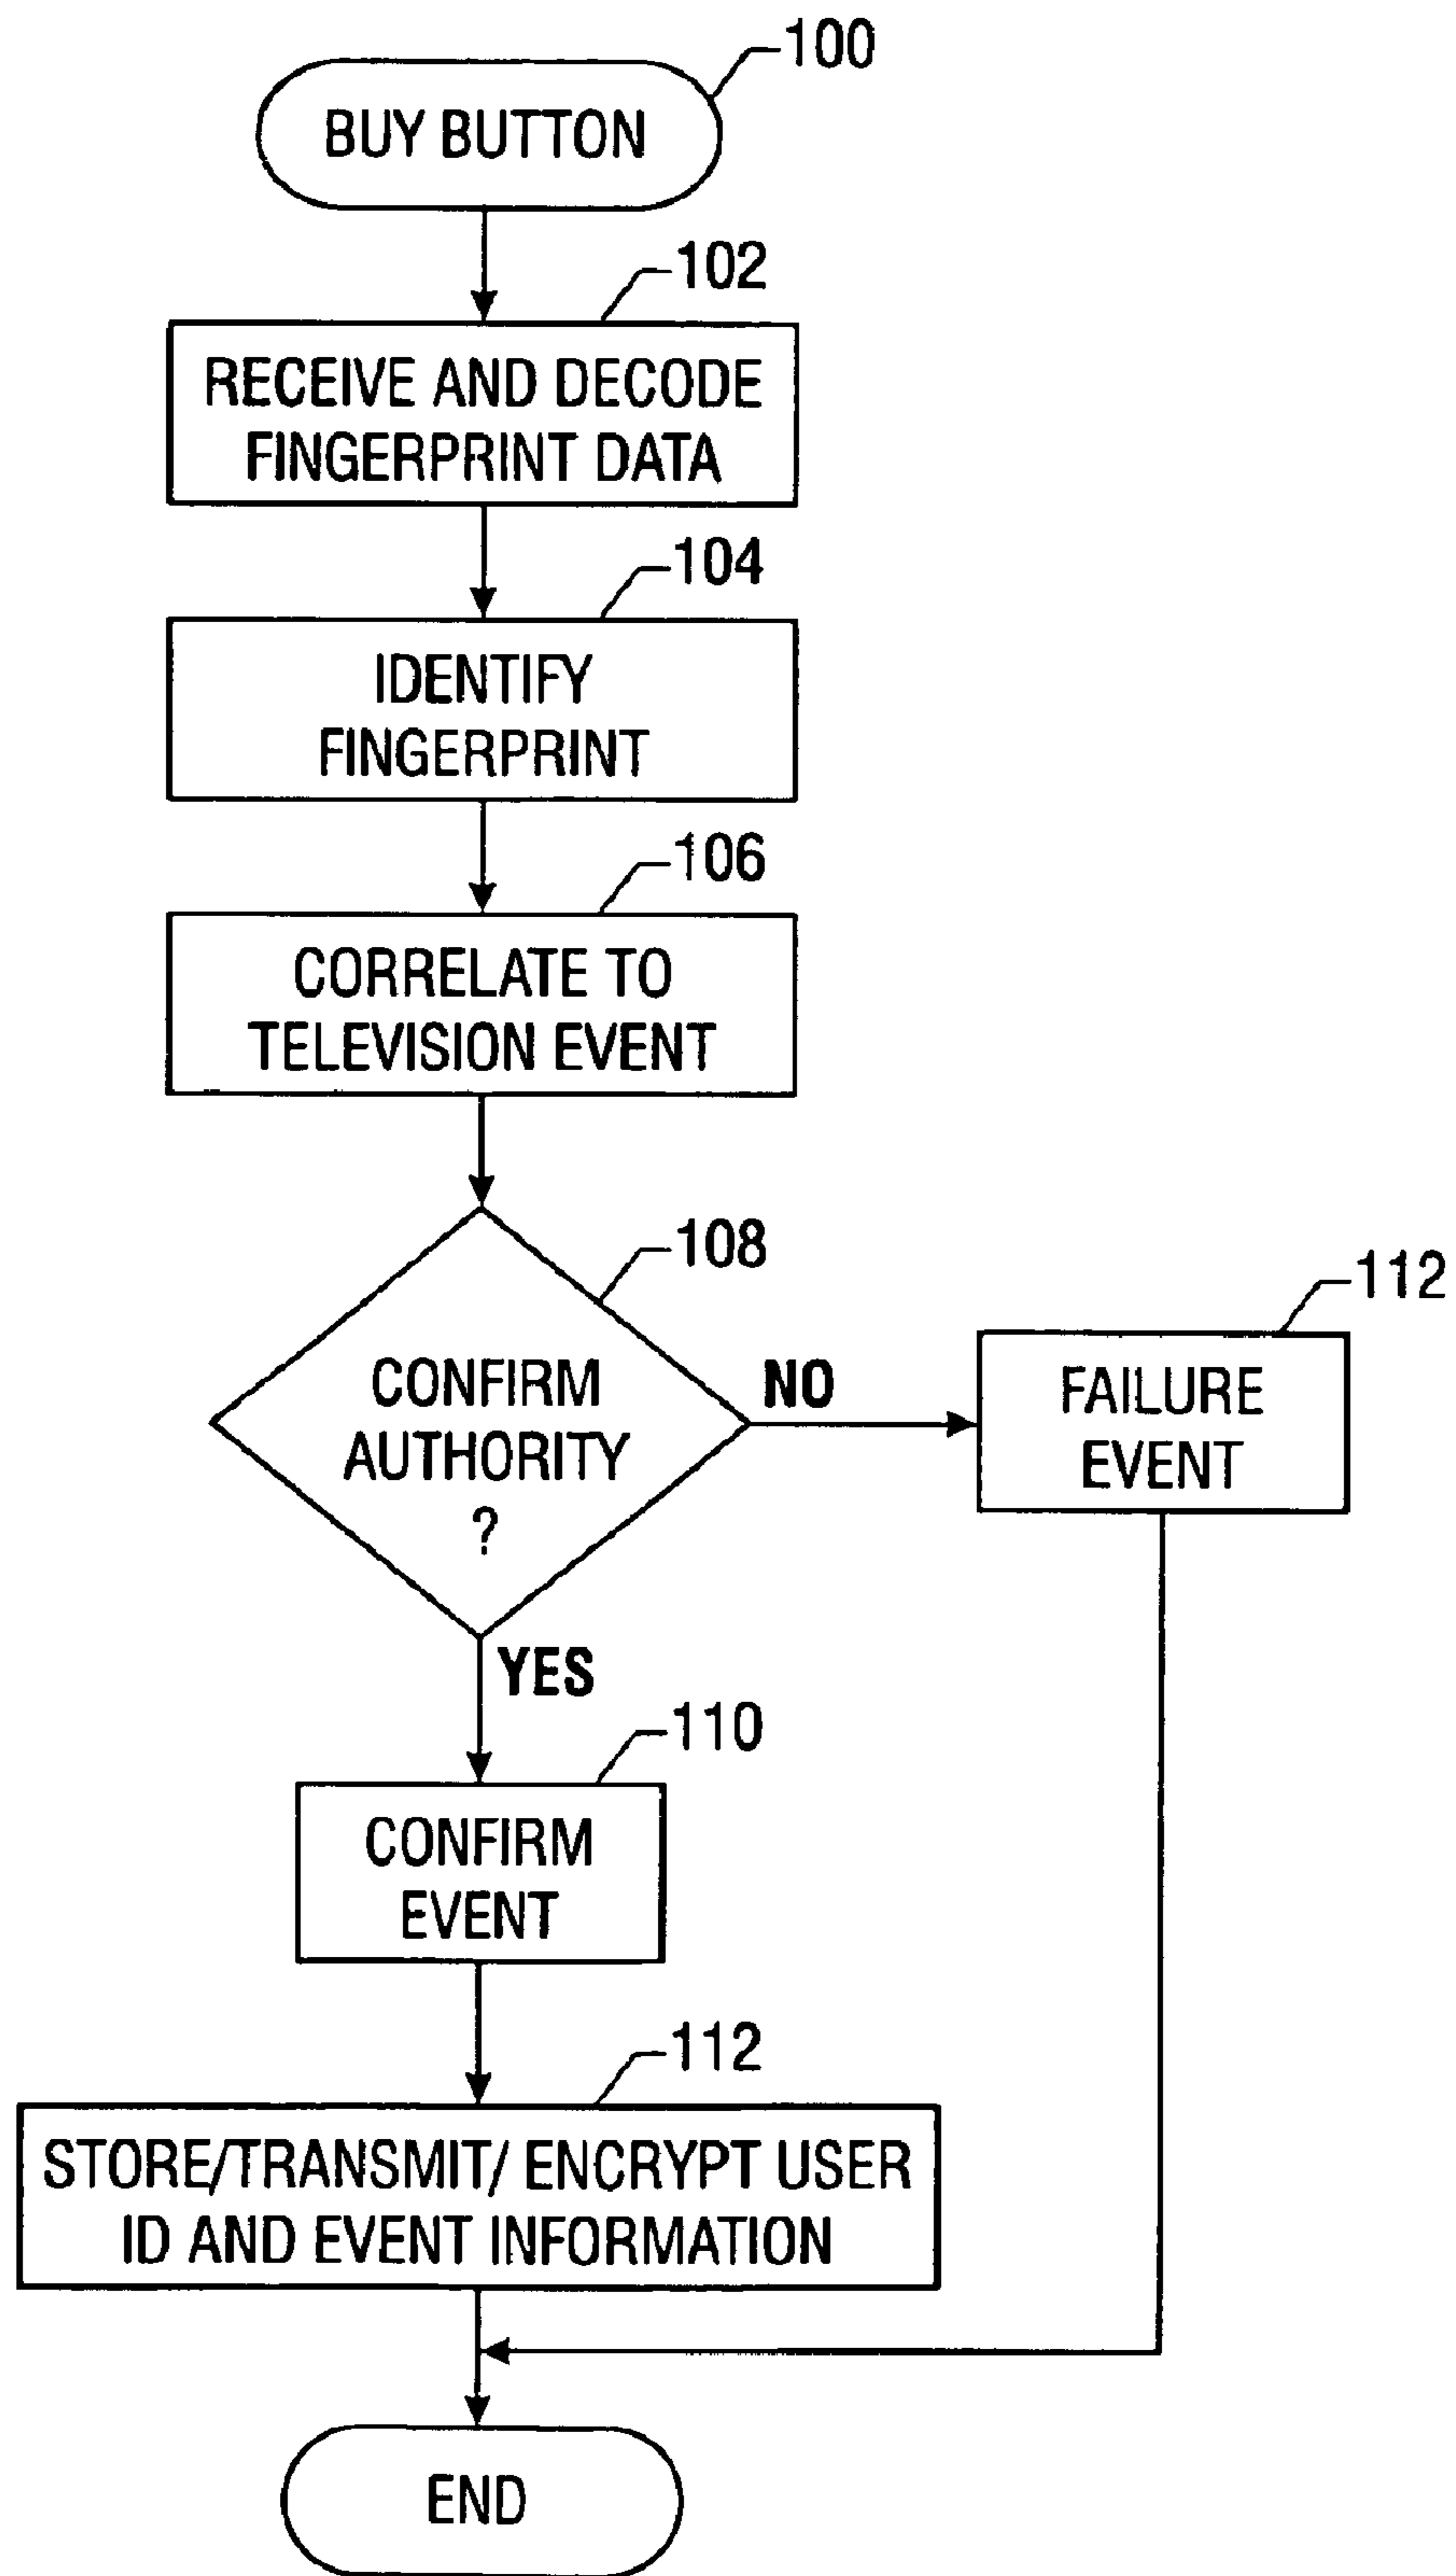 100
BUY BUTTON
102
RECEIVE AND DECODE
FINGERPRINT DATA
104
IDENTIFY
FINGERPRINT
106
CORRELATE TO
TELEVISION EVENT
108
CONFIRM
AUTHORITY
?
NO
112
FAILURE
EVENT
YES
110
CONFIRM
EVENT
112
STORE/TRANSMIT/ ENCRYPT USER
ID AND EVENT INFORMATION
END